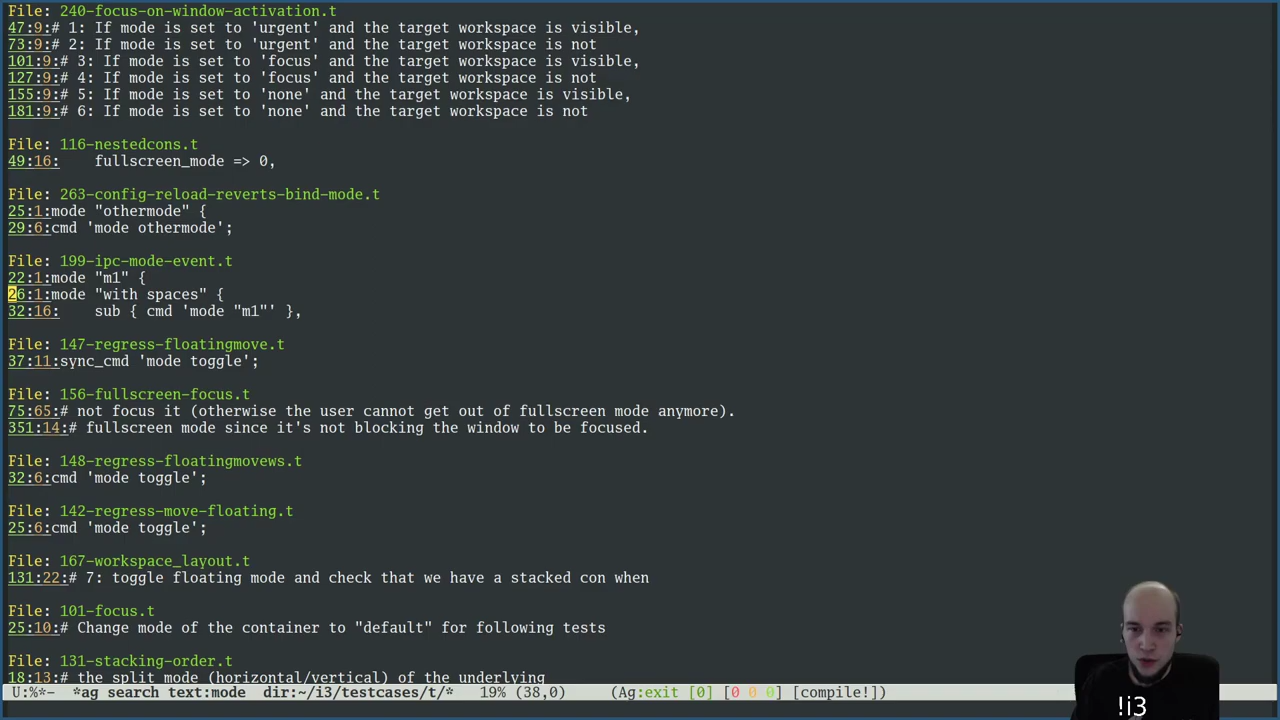 File: 240-focus-on-window-activation.t
47:9:# 1: If mode is set to 'urgent' and the target workspace is visible,
73:9:# 2: If mode is set to 'urgent' and the target workspace is not
101:9:# 3: If mode is set to 'focus' and the target workspace is visible,
127:9:# 4: If mode is set to 'focus' and the target workspace is not
155:9:# 5: If mode is set to 'none' and the target workspace is visible,
181:9:# 6: If mode is set to 'none' and the target workspace is not
File: 116-nestedcons.t
49:16:    fullscreen_mode => 0,
File: 263-config-reload-reverts-bind-mode.t
25:1:mode "othermode" {
29:6:cmd 'mode othermode';
File: 199-ipc-mode-event.t
22:1:mode "m1" {
26:1:mode "with spaces" {
32:16:    sub { cmd 'mode "m1"' },
File: 147-regress-floatingmove.t
37:11:sync_cmd 'mode toggle';
File: 156-fullscreen-focus.t
75:65:# not focus it (otherwise the user cannot get out of fullscreen mode anymore).
351:14:# fullscreen mode since it's not blocking the window to be focused.
File: 148-regress-floatingmovews.t
32:6:cmd 'mode toggle';
File: 142-regress-move-floating.t
25:6:cmd 'mode toggle';
File: 167-workspace_layout.t
131:22:# 7: toggle floating mode and check that we have a stacked con when
File: 101-focus.t
25:10:# Change mode of the container to "default" for following tests
File: 131-stacking-order.t
18:13:# the split mode (horizontal/vertical) of the underlying
U:%*-  *ag search text:mode  dir:~/i3/testcases/t/*   19% (38,0)     (Ag:exit [0] [0 0 0] [compile!])
!i3